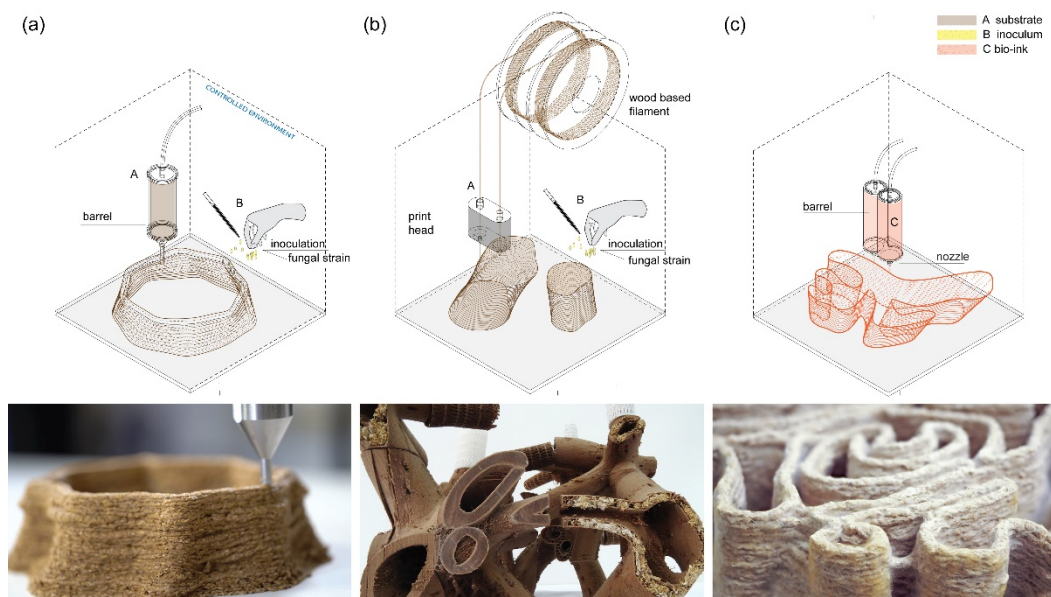 (a)
(b)
(c)
A substrate
B inoculum
C bio-ink
CONTROLLED ENVIRONMENT
A
barrel
B
inoculation
fungal strain
wood based
filament
A
print
head
B
inoculation
fungal strain
barrel
C
nozzle